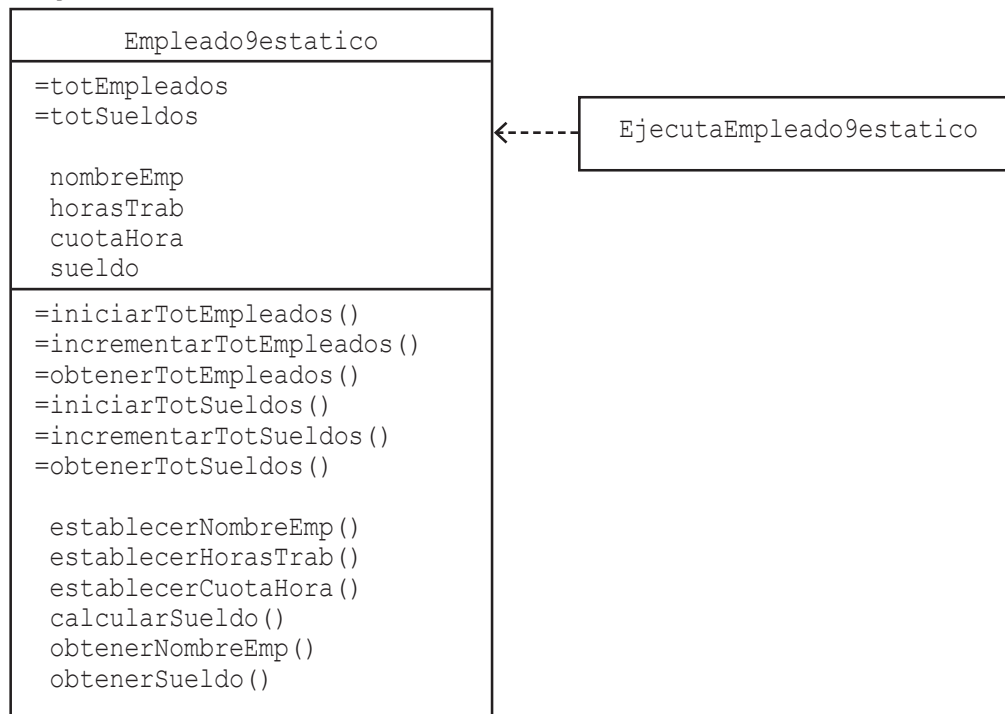 Empleado9estatico
=totEmpleados
=totSueldos
nombreEmp
horasTrab
cuotaHora
sueldo
=iniciarTotEmpleados()
=incrementarTotEmpleados()
=obtenerTotEmpleados()
=iniciarTotSueldos()
=incrementarTotSueldos()
=obtenerTotSueldos()
establecerNombreEmp()
establecerHorasTrab()
establecerCuotaHora()
calcularSueldo()
obtenerNombreEmp()
obtenerSueldo()
EjecutaEmpleado9estatico